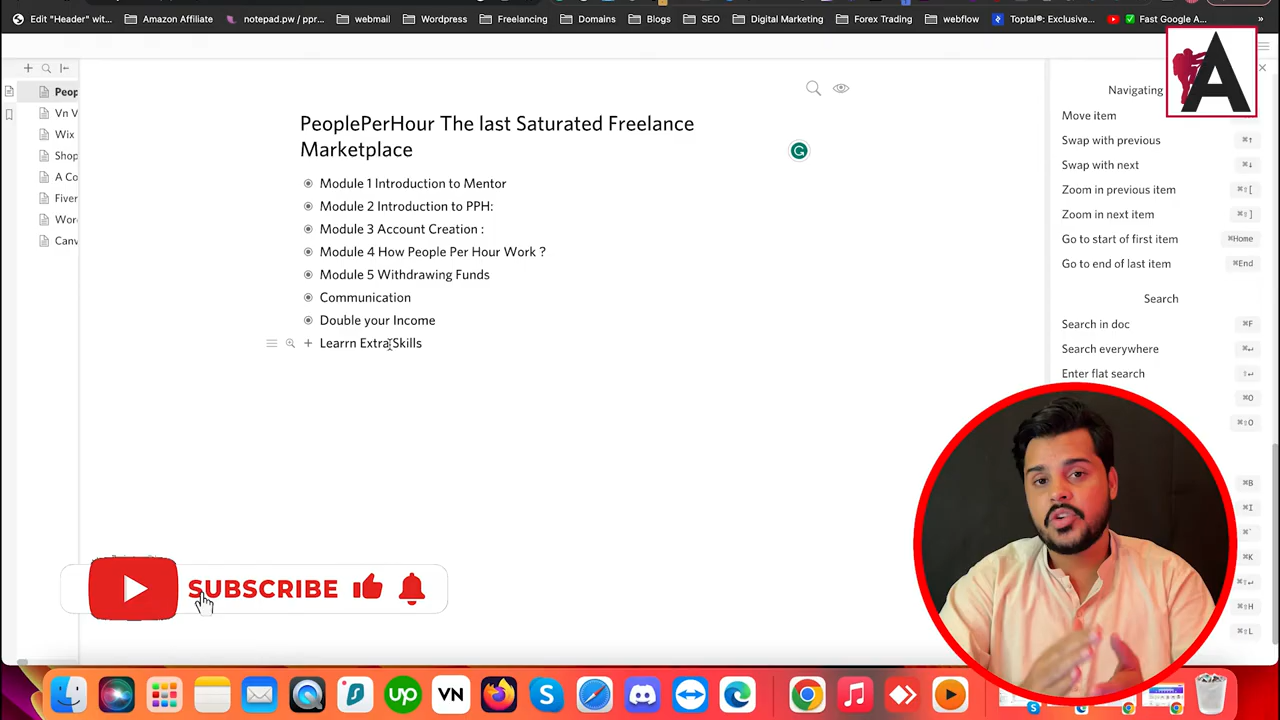 Edit "Header" wit...
Amazon Affiliate
notepad.pw / ppr...
webmail
Wordpress
Freelancing
Domains
Blogs
SEO
Digital Marketing
Forex Trading
webflow
Toptal®: Exclusive...
Fast Google A...
»
A
Peop
Vn V
Wix
Shop
A Co
Fiver
Wor
Canv
PeoplePerHour The last Saturated Freelance
Marketplace
Module 1 Introduction to Mentor
Module 2 Introduction to PPH:
Module 3 Account Creation :
Module 4 How People Per Hour Work ?
Module 5 Withdrawing Funds
Communication
Double your Income
Learrn Extra Skills
Navigating
Move item
Swap with previous ⌘↑
Swap with next ⌘↓
Zoom in previous item ⌘⇧[
Zoom in next item ⌘⇧]
Go to start of first item ⌘Home
Go to end of last item ⌘End
Search
Search in doc ⌘F
Search everywhere ⌘↩
Enter flat search ⇧↩
⌘O
⌘⇧O
⌘B
⌘I
⌘`
⌘K
⌘⇧↩
⌘⇧H
⌘⇧L
SUBSCRIBE
up
VN
S